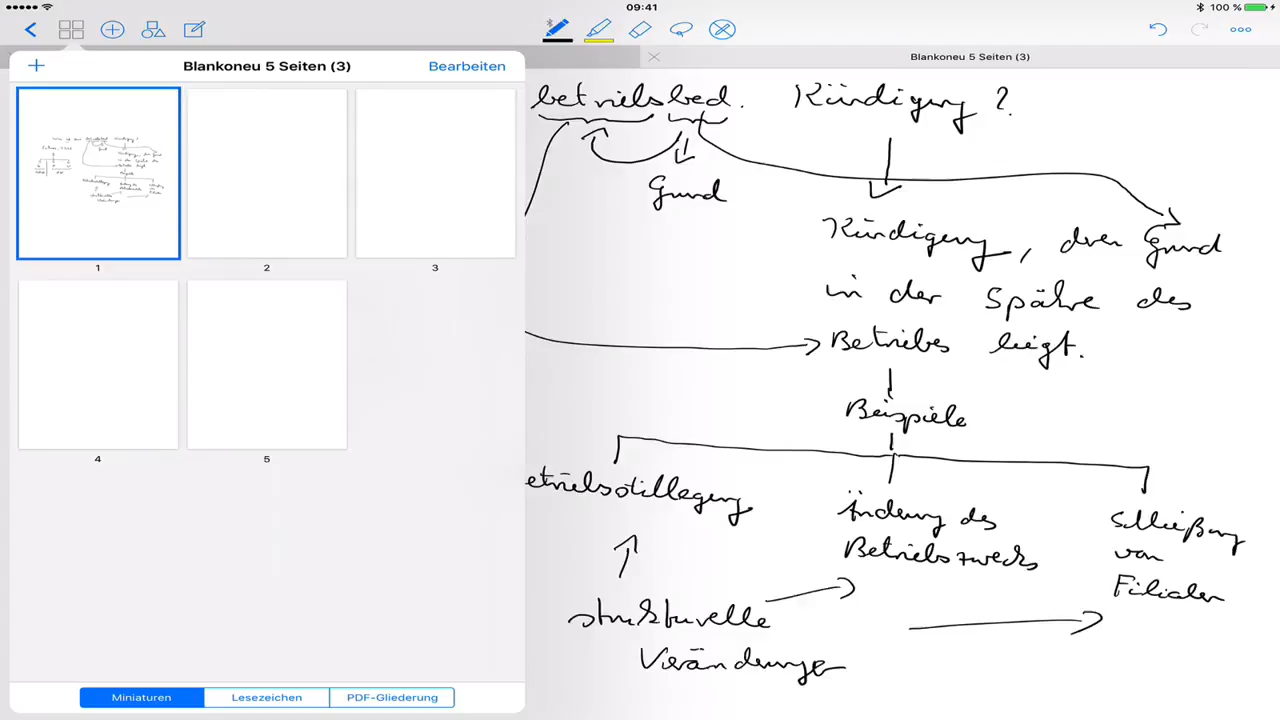 09:41
100 %
Blankoneu 5 Seiten (3)
Bearbeiten
1
2
3
4
5
Miniaturen
Lesezeichen
PDF-Gliederung
Blankoneu 5 Seiten (3)
betriebsbed. Kündigung ?
Grund
Kündigung, deren Grund
in der Spähre des
Betriebes liegt.
Beispiele
etriebsstillegung
Änderung des
Betriebszwecks
Schließung
von
Filialen
strukturelle
Veränderungen